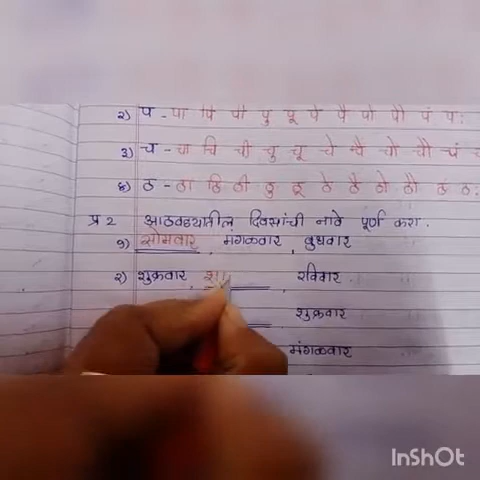 २) प - पा पि पी पु पू पे पै पो पौ पं पः
३) च - चा चि ची चु चू चे चै चो चौ चं च
४) ठ - ठा ठि ठी ठु ठू ठे ठै ठो ठौ ठं ठः
प्र २ आठवड्यातील दिवसांची नावे पूर्ण करा.
१) सोमवार, मंगळवार, बुधवार
२) शुक्रवार, , रविवार.
शुक्रवार
मंगळवार
InShOt